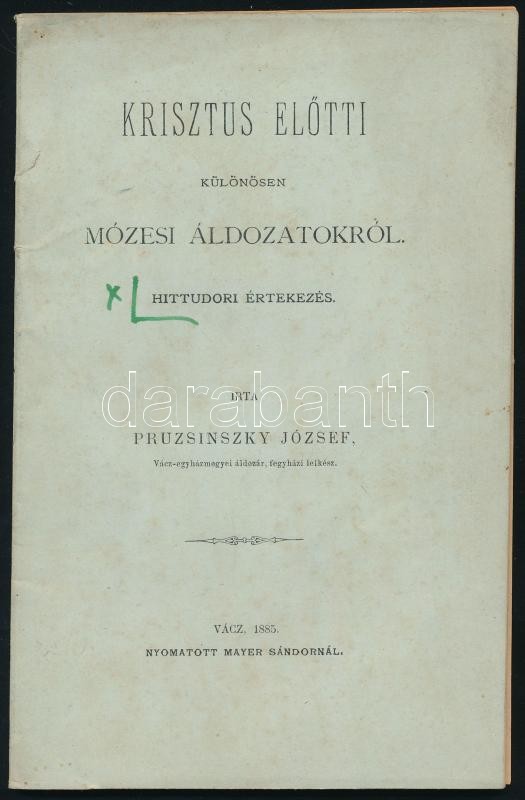 KRISZTUS ELŐTTI
KÜLÖNÖSEN
MÓZESI ÁLDOZATOKRÓL.
x
HITTUDORI ÉRTEKEZÉS.
IRTA
darabanth
PRUZSINSZKY JÓZSEF,
Vácz-egyházmegyei áldozár, fegyházi lelkész.
VÁCZ, 1885.
NYOMATOTT MAYER SÁNDORNÁL.